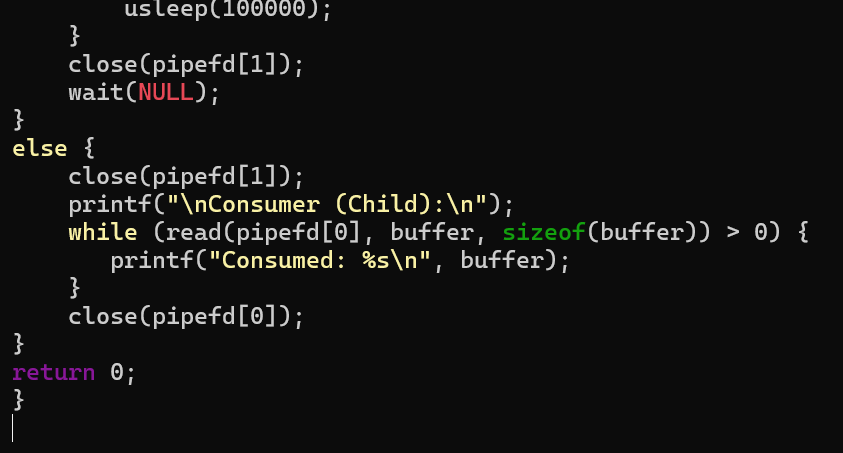 usleep(100000);
}
close(pipefd[1]);
wait(NULL);
}
else {
close(pipefd[1]);
printf("\nConsumer (Child):\n");
while (read(pipefd[0], buffer, sizeof(buffer)) > 0) {
printf("Consumed: %s\n", buffer);
}
close(pipefd[0]);
}
return 0;
}